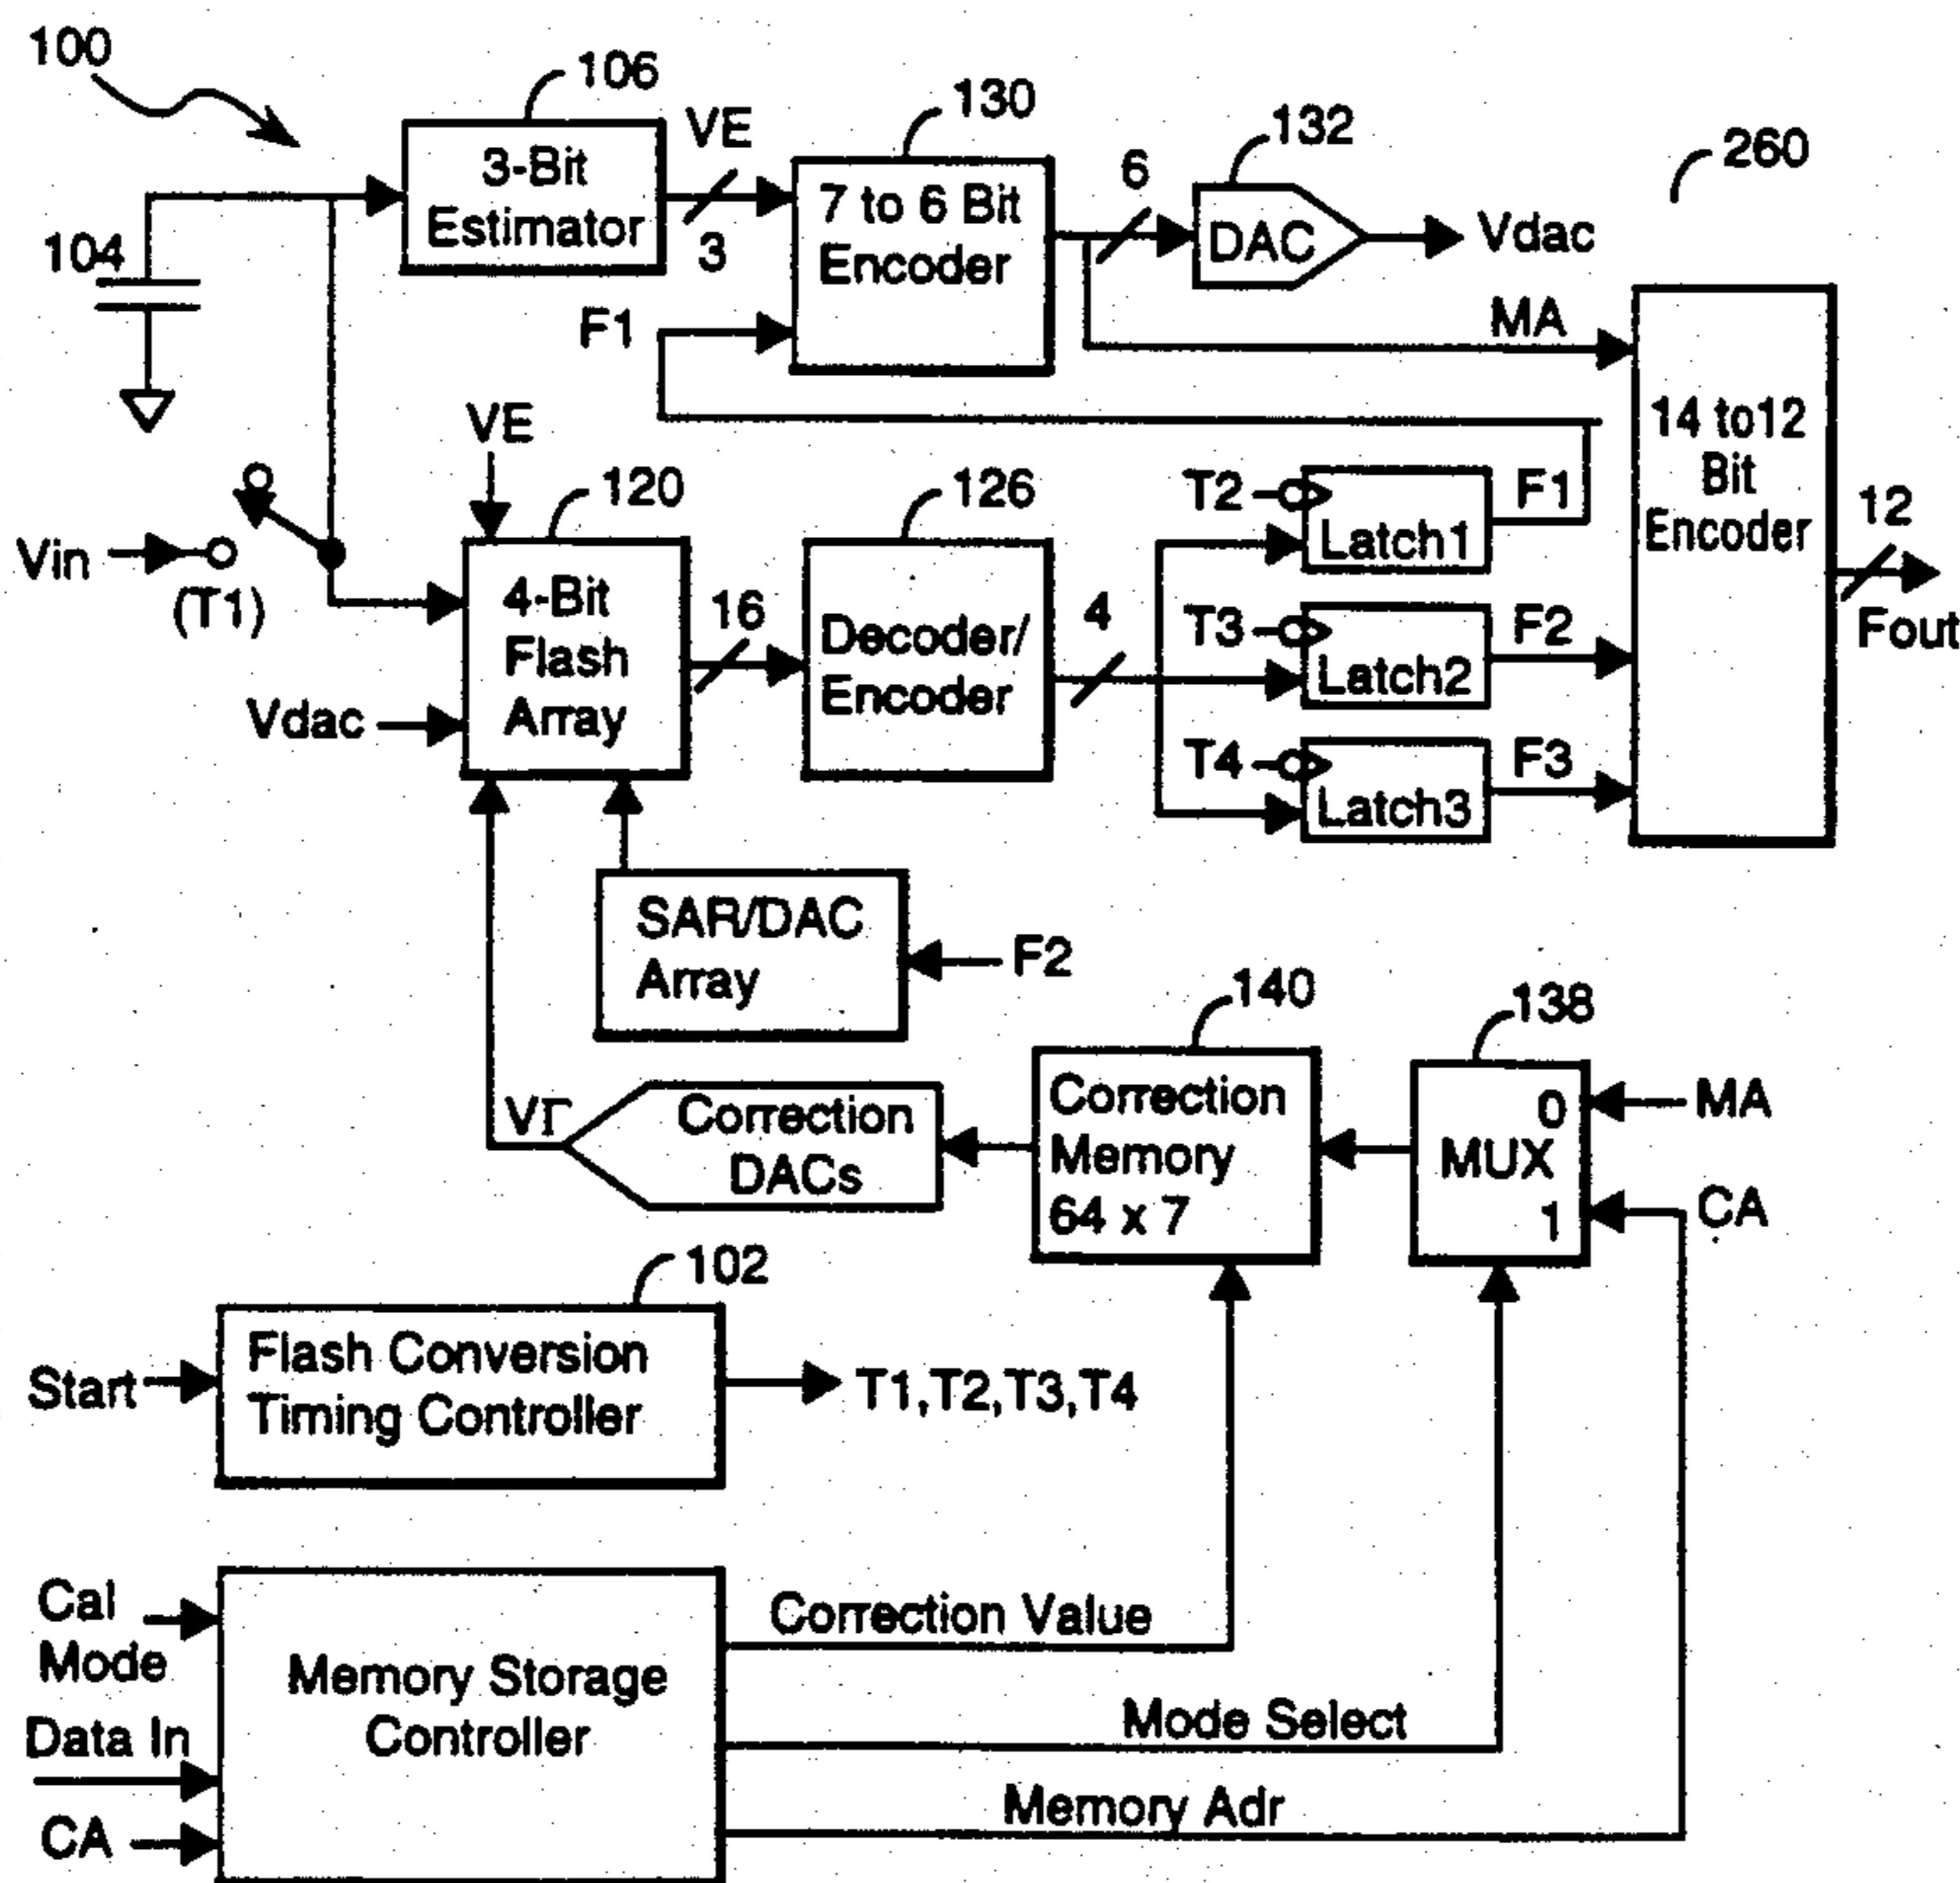 100
106
130
132
260
VE
3-Bit
Estimator
3
7 to 6 Bit
Encoder
6
DAC
Vdac
104
F1
MA
VE
14 to12
Bit
Encoder
12
Fout
120
126
T2
F1
Latch1
Vin
(T1)
4-Bit
Flash
Array
16
Decoder/
Encoder
4
T3
F2
Latch2
Vdac
T4
F3
Latch3
SAR/DAC
Array
F2
140
138
VΓ
Correction
DACs
Correction
Memory
64 x 7
0
MUX
1
MA
CA
102
Start
Flash Conversion
Timing Controller
T1,T2,T3,T4
Cal
Mode
Data In
CA
Memory Storage
Controller
Correction Value
Mode Select
Memory Adr